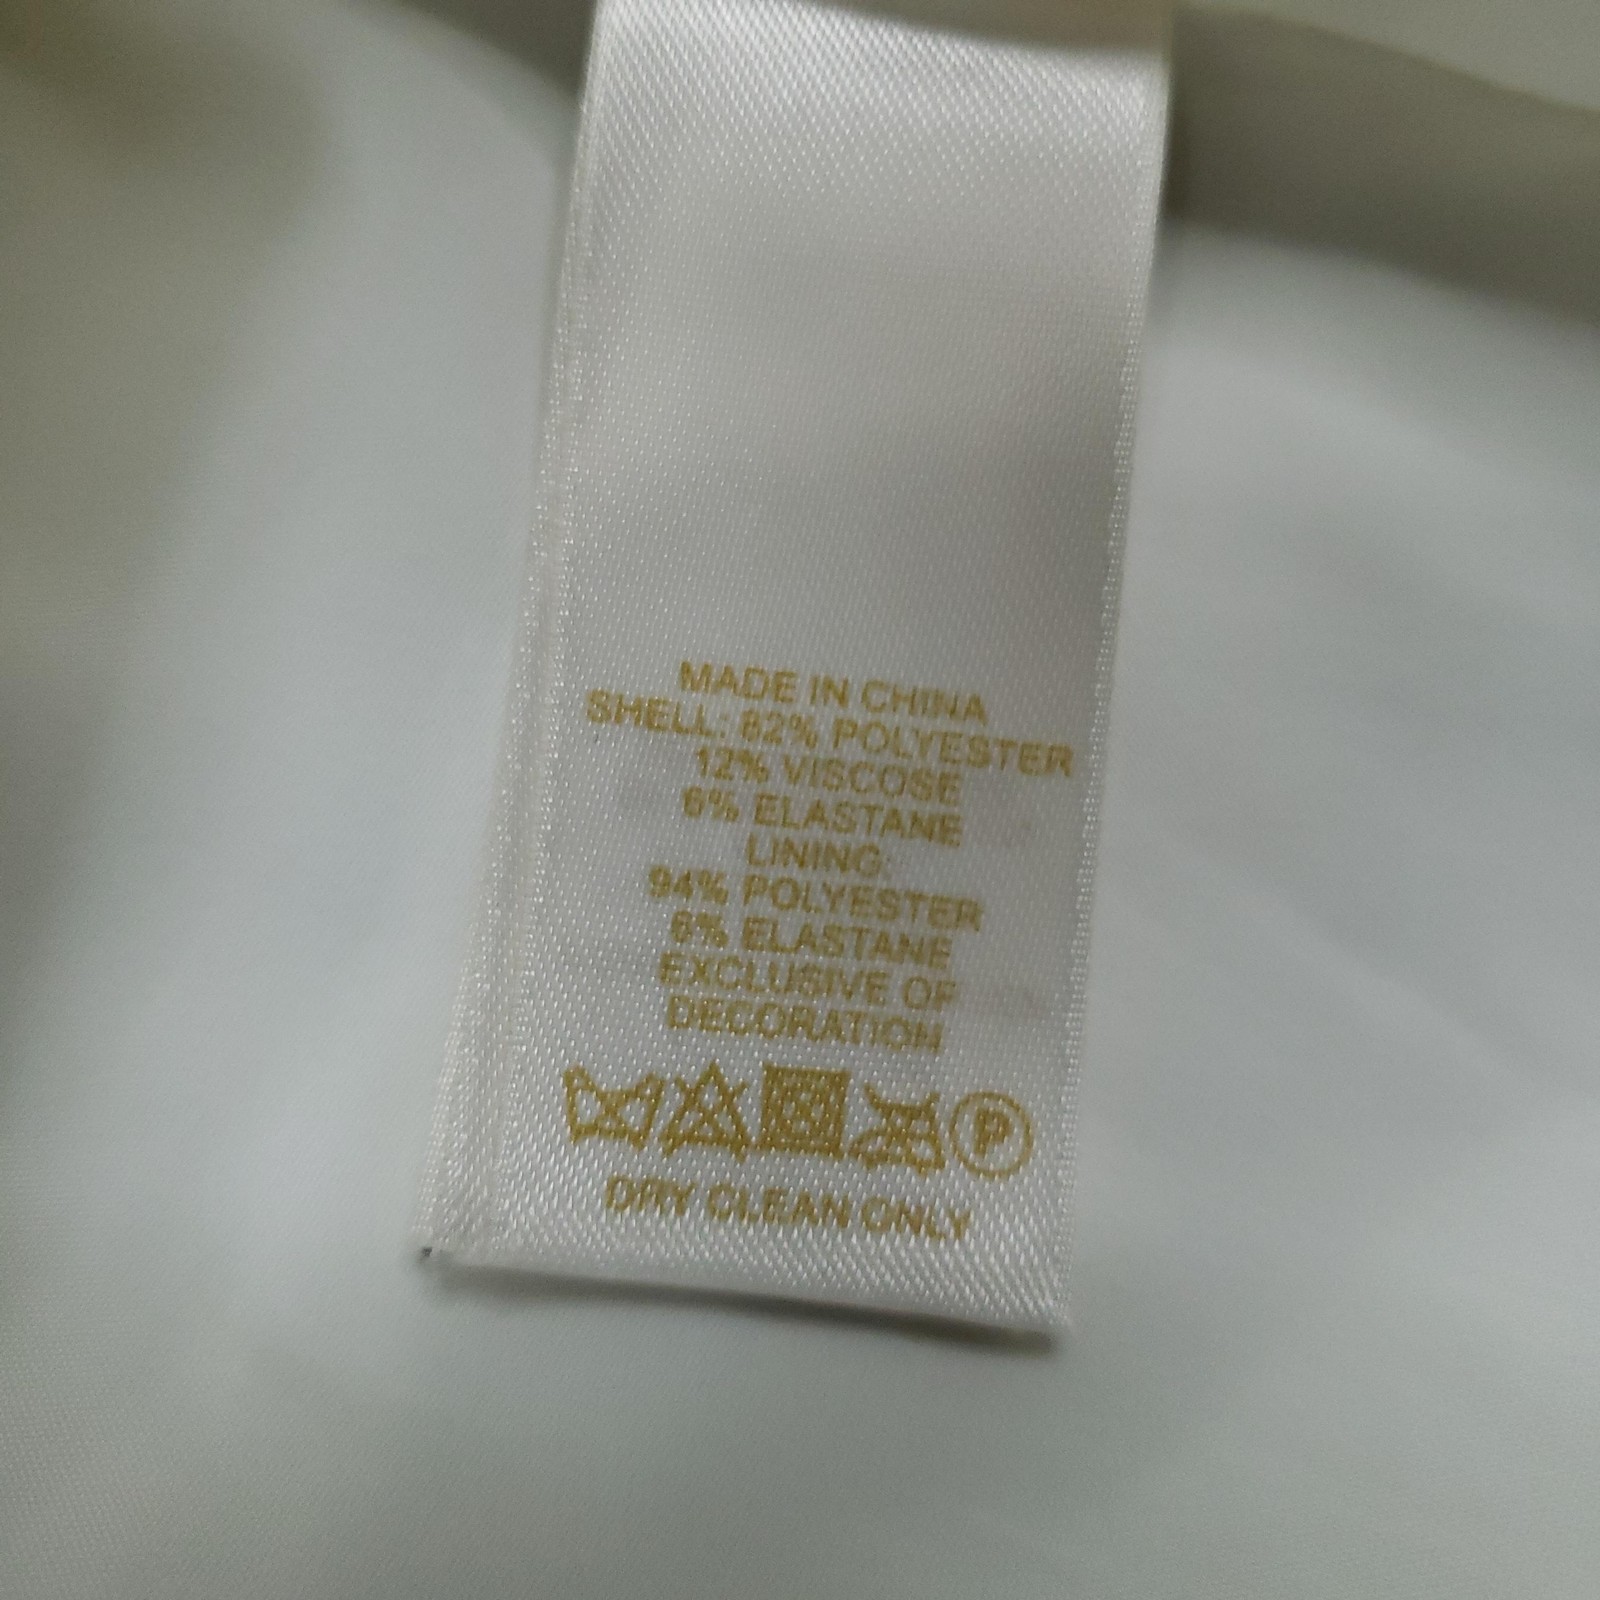 MADE IN CHINA
SHELL: 82% POLYESTER
12% VISCOSE
6% ELASTANE
LINING:
94% POLYESTER
6% ELASTANE
EXCLUSIVE OF
DECORATION
P
DRY CLEAN ONLY